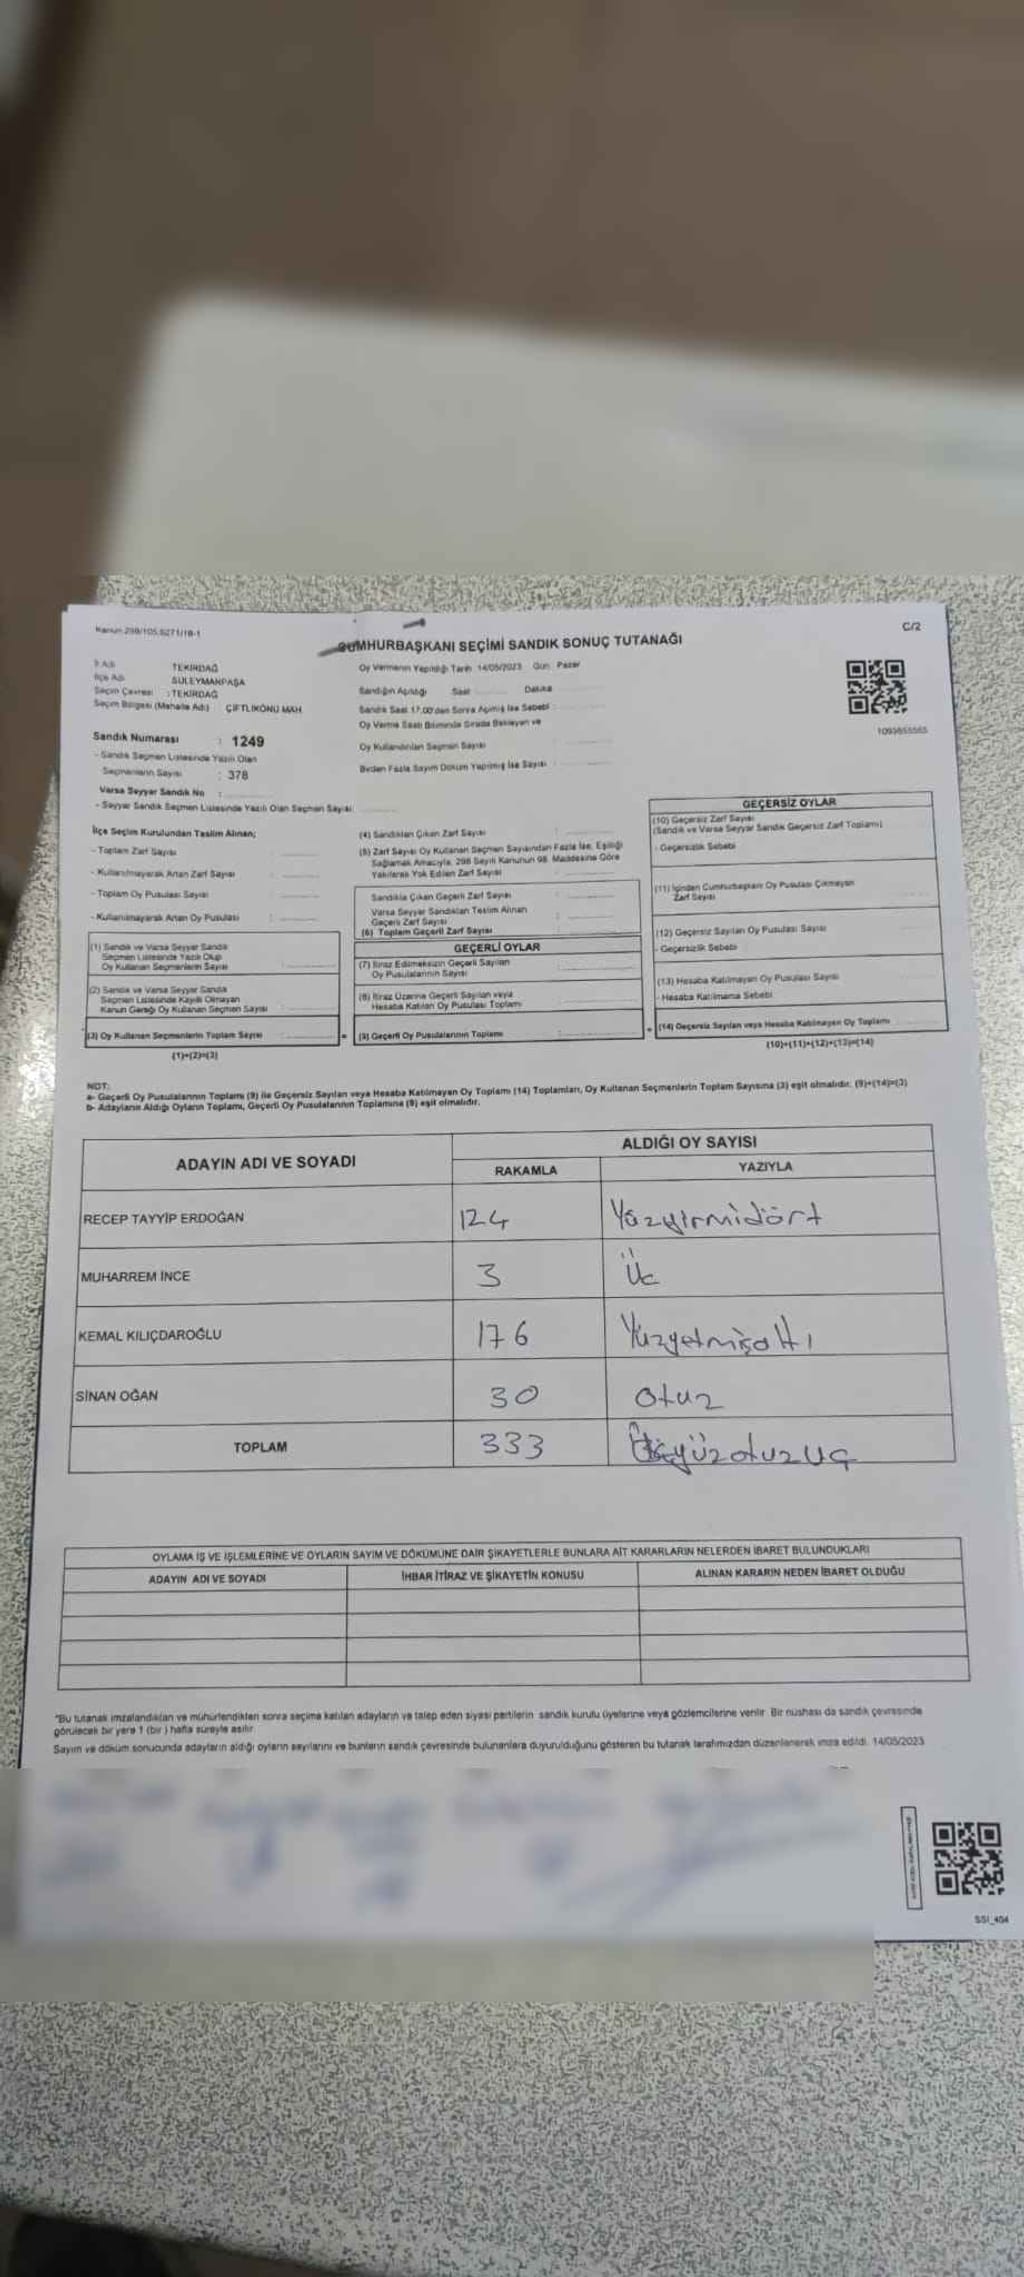 Kanun:298/105,6271/18-1
C/2
CUMHURBAŞKANI SEÇİMİ SANDIK SONUÇ TUTANAĞI
İl Adı TEKİRDAĞ
İlçe Adı SÜLEYMANPAŞA
Seçim Çevresi :TEKİRDAĞ
Seçim Bölgesi (Mahalle Adı) ÇİFTLİKÖNÜ MAH.
Sandık Numarası : 1249
- Sandık Seçmen Listesinde Yazılı Olan
Seçmenlerin Sayısı : 378
Varsa Seyyar Sandık No :
- Seyyar Sandık Seçmen Listesinde Yazılı Olan Seçmen Sayısı:
Oy Vermenin Yapıldığı Tarih 14/05/2023 Gün: Pazar
Sandığın Açıldığı Saat Dakika
Sandık Saat 17.00'den Sonra Açılmış İse Sebebi
Oy Verme Saati Bitiminde Sırada Bekleyen ve
Oy Kullandırılan Seçmen Sayısı
Birden Fazla Sayım Döküm Yapılmış İse Sayısı
1093855565
İlçe Seçim Kurulundan Teslim Alınan;
- Toplam Zarf Sayısı
- Kullanılmayarak Artan Zarf Sayısı
- Toplam Oy Pusulası Sayısı
- Kullanılmayarak Artan Oy Pusulası
(1) Sandık ve Varsa Seyyar Sandık
Seçmen Listesinde Yazılı Olup
Oy Kullanan Seçmenlerin Sayısı
(2) Sandık ve Varsa Seyyar Sandık
Seçmen Listesinde Kayıtlı Olmayan
Kanun Gereği Oy Kullanan Seçmen Sayısı
(3) Oy Kullanan Seçmenlerin Toplam Sayısı
(1)+(2)=(3)
(4) Sandıktan Çıkan Zarf Sayısı
(5) Zarf Sayısı Oy Kullanan Seçmen Sayısından Fazla İse, Eşitliği
Sağlamak Amacıyla, 298 Sayılı Kanunun 98. Maddesine Göre
Yakılarak Yok Edilen Zarf Sayısı
Sandıkta Çıkan Geçerli Zarf Sayısı
Varsa Seyyar Sandıktan Teslim Alınan
Geçerli Zarf Sayısı
(6) Toplam Geçerli Zarf Sayısı
GEÇERLİ OYLAR
(7) İtiraz Edilmeksizin Geçerli Sayılan
Oy Pusulalarının Sayısı
(8) İtiraz Üzerine Geçerli Sayılan veya
Hesaba Katılan Oy Pusulası Toplamı
(9) Geçerli Oy Pusulalarının Toplamı
GEÇERSİZ OYLAR
(10) Geçersiz Zarf Sayısı
(Sandık ve Varsa Seyyar Sandık Geçersiz Zarf Toplamı)
- Geçersizlik Sebebi
(11) İçinden Cumhurbaşkanı Oy Pusulası Çıkmayan
Zarf Sayısı
(12) Geçersiz Sayılan Oy Pusulası Sayısı
- Geçersizlik Sebebi
(13) Hesaba Katılmayan Oy Pusulası Sayısı
- Hesaba Katılmama Sebebi
(14) Geçersiz Sayılan veya Hesaba Katılmayan Oy Toplamı
(10)+(11)+(12)+(13)=(14)
NOT:
a- Geçerli Oy Pusulalarının Toplamı (9) ile Geçersiz Sayılan veya Hesaba Katılmayan Oy Toplamı (14) Toplamları, Oy Kullanan Seçmenlerin Toplam Sayısına (3) eşit olmalıdır. (9)+(14)=(3)
b- Adayların Aldığı Oyların Toplamı, Geçerli Oy Pusulalarının Toplamına (9) eşit olmalıdır.
ADAYIN ADI VE SOYADI
ALDIĞI OY SAYISI
RAKAMLA YAZIYLA
RECEP TAYYİP ERDOĞAN 124 Yüzyirmidört
MUHARREM İNCE 3 Üc
KEMAL KILIÇDAROĞLU 176 Yüzyetmişaltı
SİNAN OĞAN 30 otuz
TOPLAM 333 Üçyüzotuzuç
OYLAMA İŞ VE İŞLEMLERİNE VE OYLARIN SAYIM VE DÖKÜMÜNE DAİR ŞİKAYETLERLE BUNLARA AİT KARARLARIN NELERDEN İBARET BULUNDUKLARI
ADAYIN ADI VE SOYADI İHBAR İTİRAZ VE ŞİKAYETİN KONUSU ALINAN KARARIN NEDEN İBARET OLDUĞU
"Bu tutanak imzalandıktan ve mühürlendikten sonra seçime katılan adayların ve talep eden siyasi partilerin sandık kurulu üyelerine veya gözlemcilerine verilir. Bir nüshası da sandık çevresinde
görülecek bir yere 1 (bir) hafta süreyle asılır.
Sayım ve döküm sonucunda adayların aldığı oyların sayılarını ve bunların sandık çevresinde bulunanlara duyurulduğunu gösteren bu tutanak tarafımızdan düzenlenerek imza edildi. 14/05/2023
SSI_404